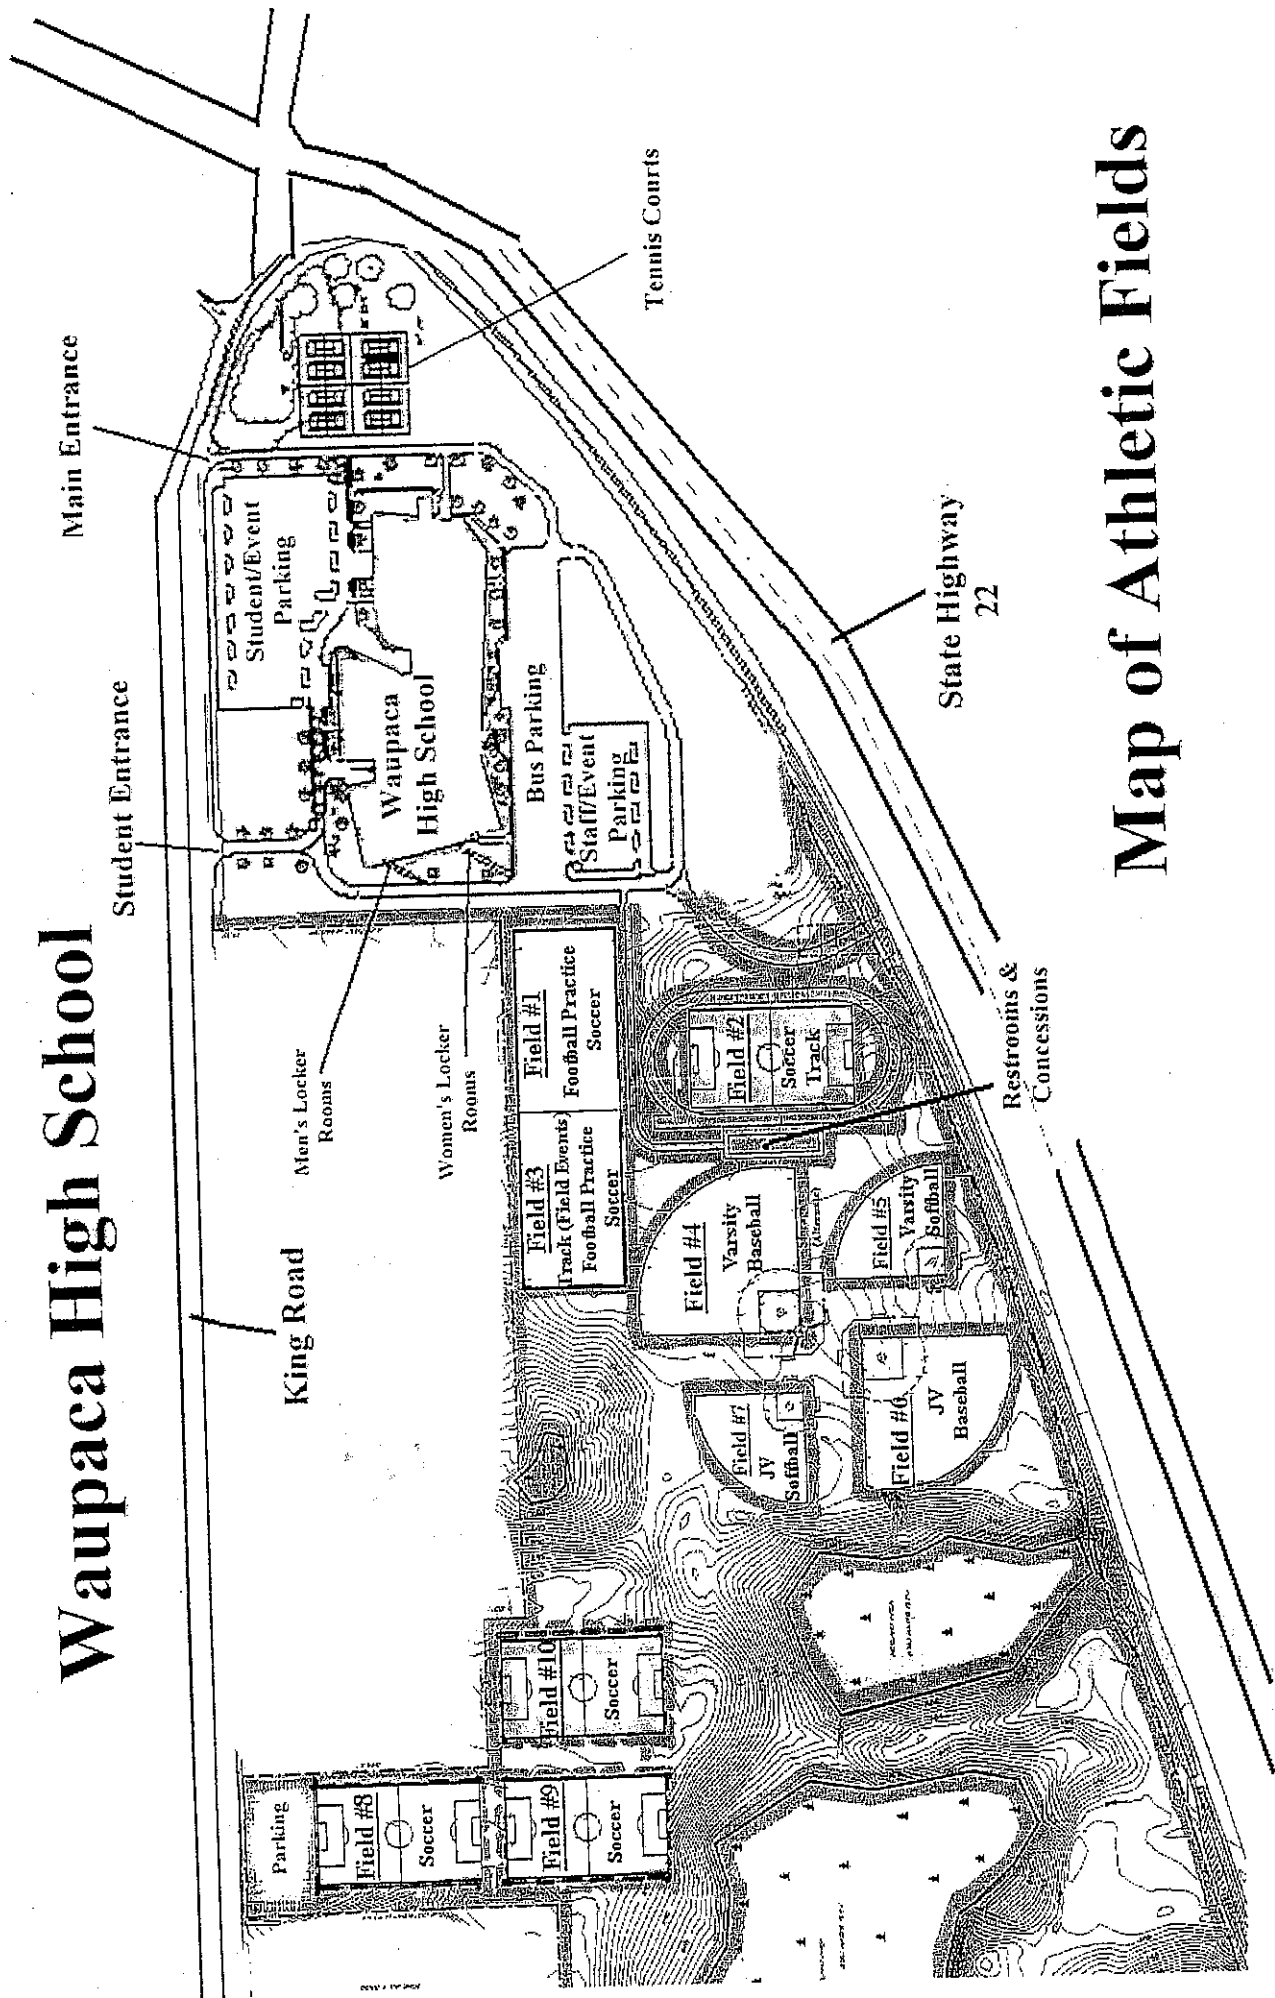 Waupaca High School
Main Entrance
Student Entrance
Student/Event
Parking
Waupaca
High School
Bus Parking
Staff/Event
Parking
Tennis Courts
State Highway
22
Men's Locker
Rooms
Women's Locker
Rooms
King Road
Field #1
Football Practice
Soccer
Field #3
Track (Field Events)
Football Practice
Soccer
Field #2
Soccer
Track
Restrooms &
Concessions
Field #4
Varsity
Baseball
Field #5
Varsity
Softball
Field #7
JV
Softball
Field #6
JV
Baseball
Field #10
Soccer
Parking
Field #8
Soccer
Field #9
Soccer
Map of Athletic Fields